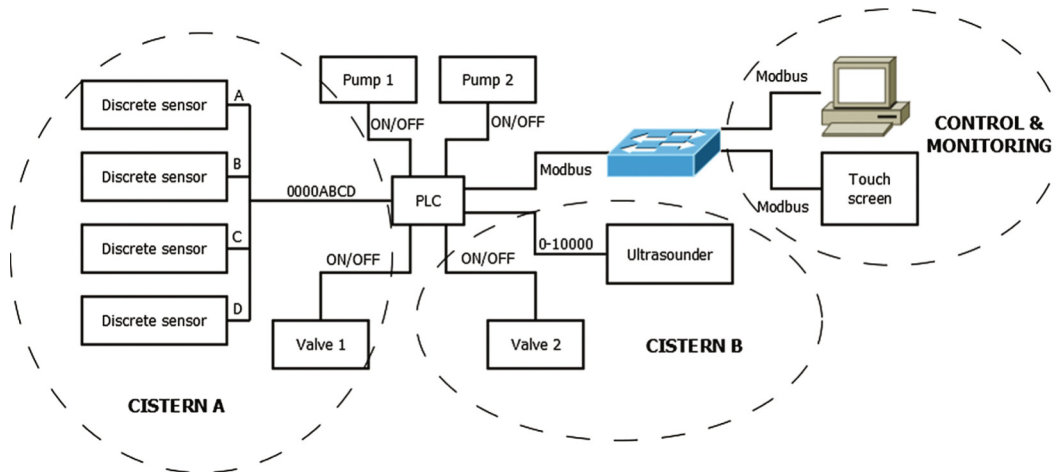 Pump 1
Pump 2
Discrete sensor
A
ON/OFF
ON/OFF
Modbus
CONTROL &
MONITORING
Discrete sensor
B
0000ABCD
PLC
Modbus
Touch
screen
Modbus
Discrete sensor
C
ON/OFF
ON/OFF
0-10000
Ultrasounder
Discrete sensor
D
Valve 1
Valve 2
CISTERN B
CISTERN A